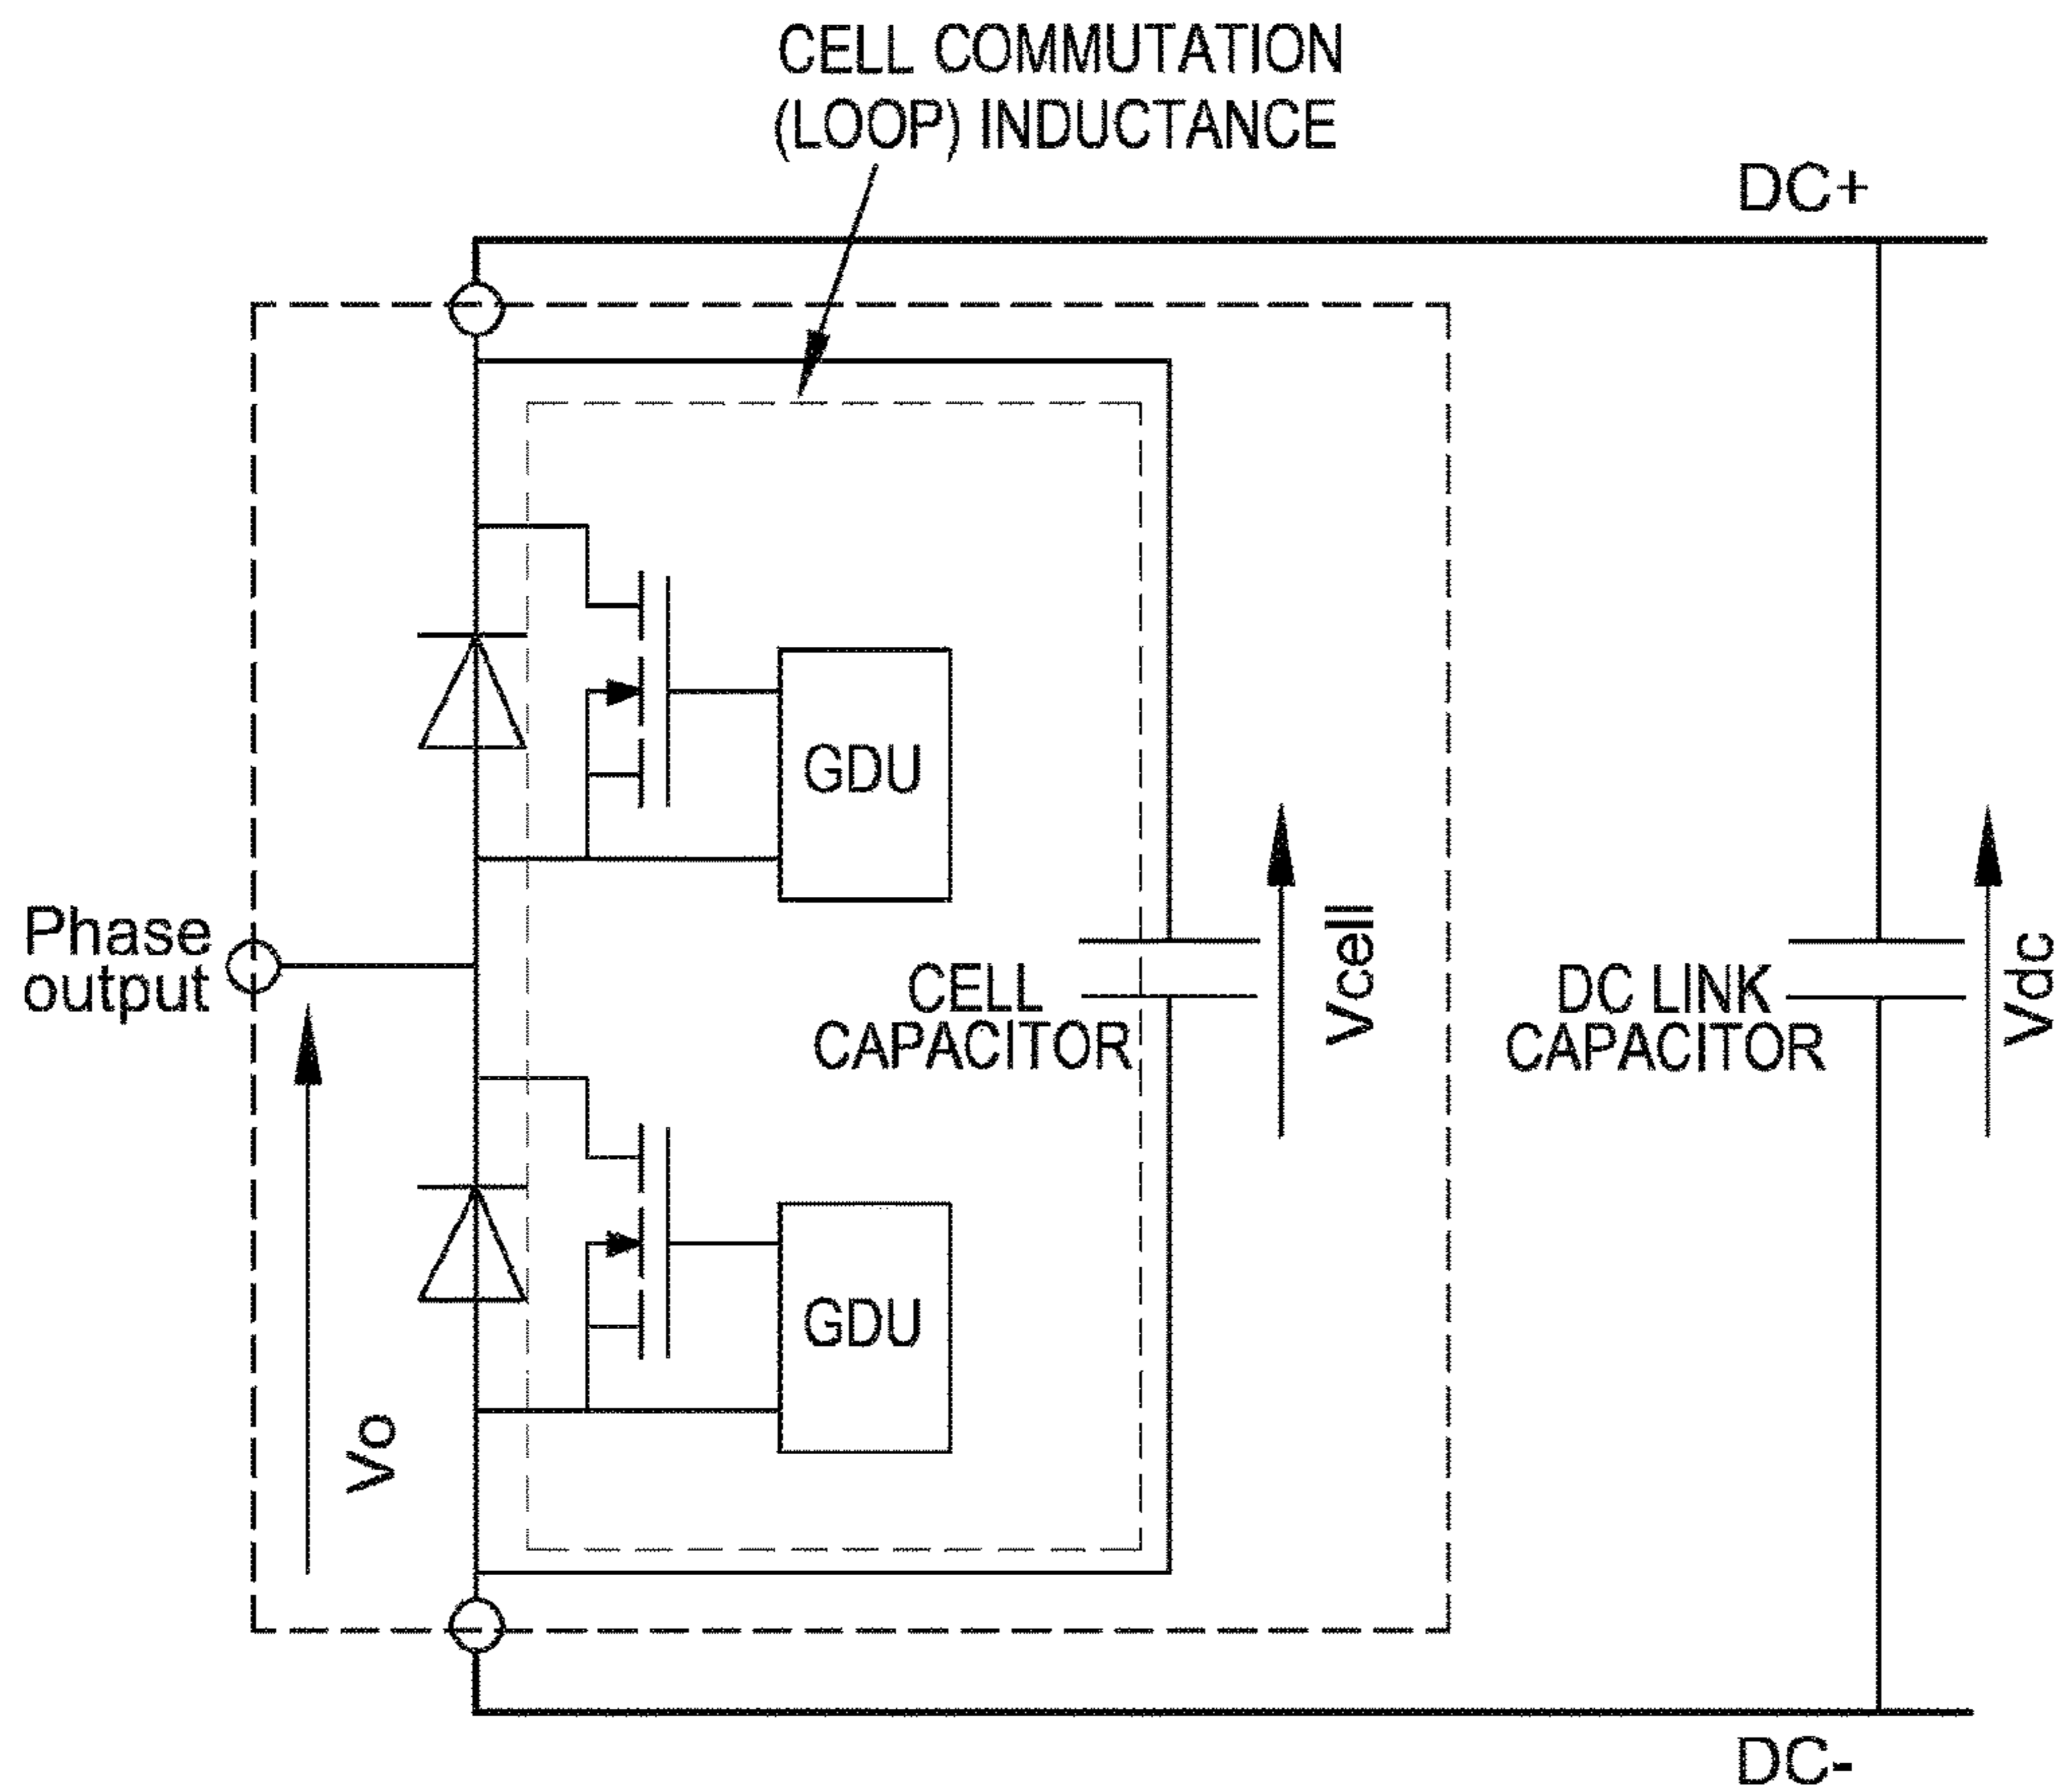 CELL COMMUTATION
(LOOP) INDUCTANCE
DC+
GDU
Phase
output
CELL
CAPACITOR
Vcell
DC LINK
CAPACITOR
Vdc
GDU
Vo
DC-